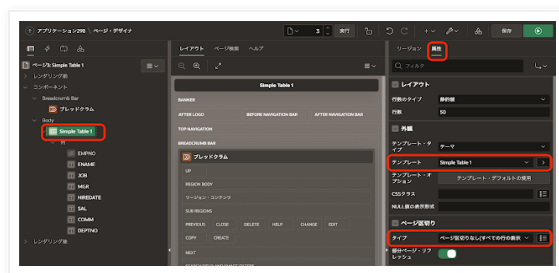 アプリケーション290 \ ページ・デザイナ
3
実行
保存
レイアウト ページ検索 ヘルプ
リージョン 属性
ページ3: Simple Table 1
レンダリング前
コンポーネント
Breadcrumb Bar
ブレッドクラム
Body
Simple Table 1
列
EMPNO
ENAME
JOB
MGR
HIREDATE
SAL
COMM
DEPTNO
レンダリング後
Simple Table 1
BANNER
AFTER LOGO BEFORE NAVIGATION BAR AFTER NAVIGATION BAR
TOP NAVIGATION
BREADCRUMB BAR
ブレッドクラム
UP
REGION BODY
リージョン・コンテンツ
SUB REGIONS
PREVIOUS CLOSE DELETE HELP CHANGE EDIT
COPY CREATE
NEXT
フィルタ
レイアウト
行数のタイプ 静的値
行数 50
外観
テンプレート・タイプ テーマ
テンプレート Simple Table 1
テンプレート・オプション テンプレート・デフォルトの使用
CSSクラス
NULL値の表示形式
ページ区切り
タイプ ページ区切りなし(すべての行の表示
部分ページ・リフレッシュ